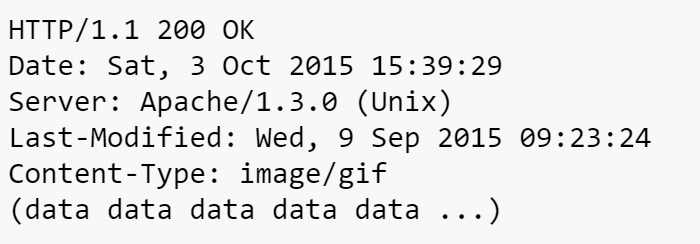 HTTP/1.1 200 OK
Date: Sat, 3 Oct 2015 15:39:29
Server: Apache/1.3.0 (Unix)
Last-Modified: Wed, 9 Sep 2015 09:23:24
Content-Type: image/gif
(data data data data data ...)